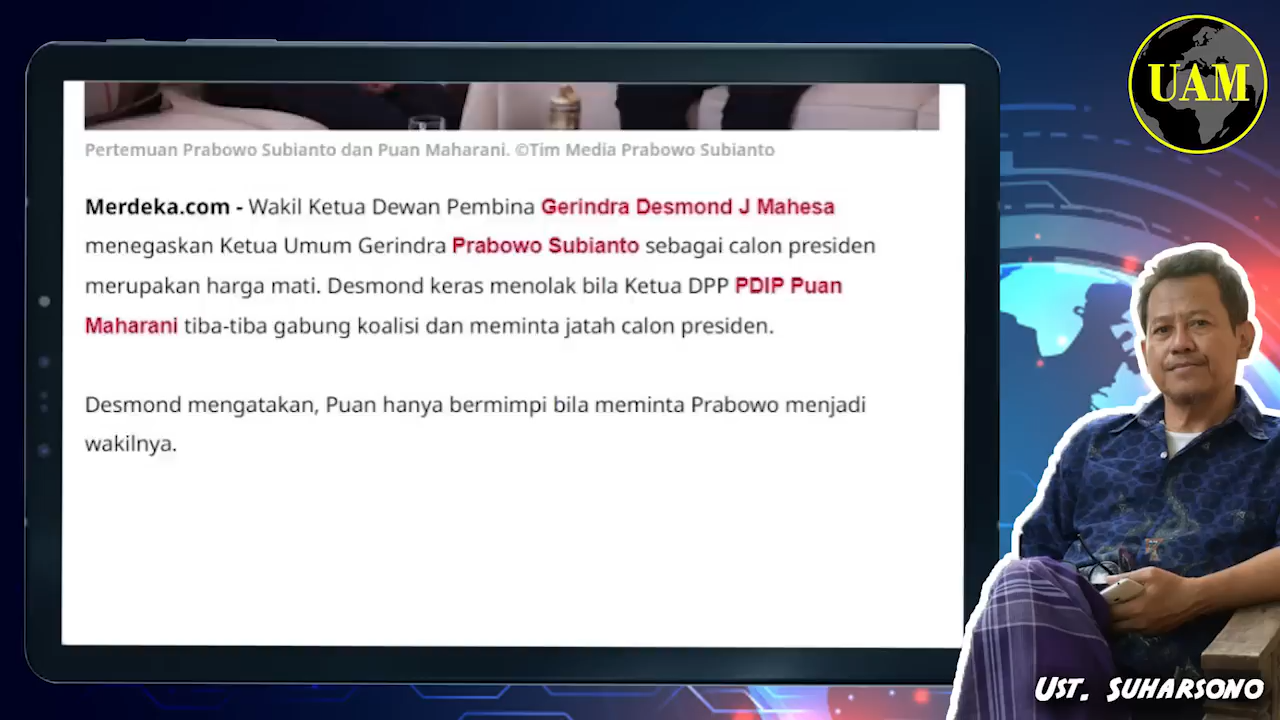 UAM
Pertemuan Prabowo Subianto dan Puan Maharani. ©Tim Media Prabowo Subianto
Merdeka.com - Wakil Ketua Dewan Pembina Gerindra Desmond J Mahesa
menegaskan Ketua Umum Gerindra Prabowo Subianto sebagai calon presiden
merupakan harga mati. Desmond keras menolak bila Ketua DPP PDIP Puan
Maharani tiba-tiba gabung koalisi dan meminta jatah calon presiden.
Desmond mengatakan, Puan hanya bermimpi bila meminta Prabowo menjadi
wakilnya.
UST. SUHARSONO